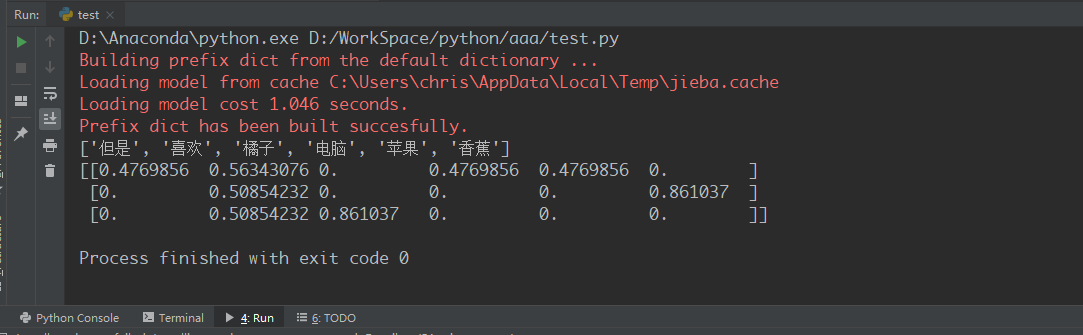 Run: test
D:\Anaconda\python.exe D:/WorkSpace/python/aaa/test.py
Building prefix dict from the default dictionary ...
Loading model from cache C:\Users\chris\AppData\Local\Temp\jieba.cache
Loading model cost 1.046 seconds.
Prefix dict has been built succesfully.
['但是', '喜欢', '橘子', '电脑', '苹果', '香蕉']
[[0.4769856  0.56343076 0.         0.4769856  0.4769856  0.        ]
 [0.         0.50854232 0.         0.         0.         0.861037  ]
 [0.         0.50854232 0.861037   0.         0.         0.        ]]
Process finished with exit code 0
Python Console Terminal 4: Run 6: TODO